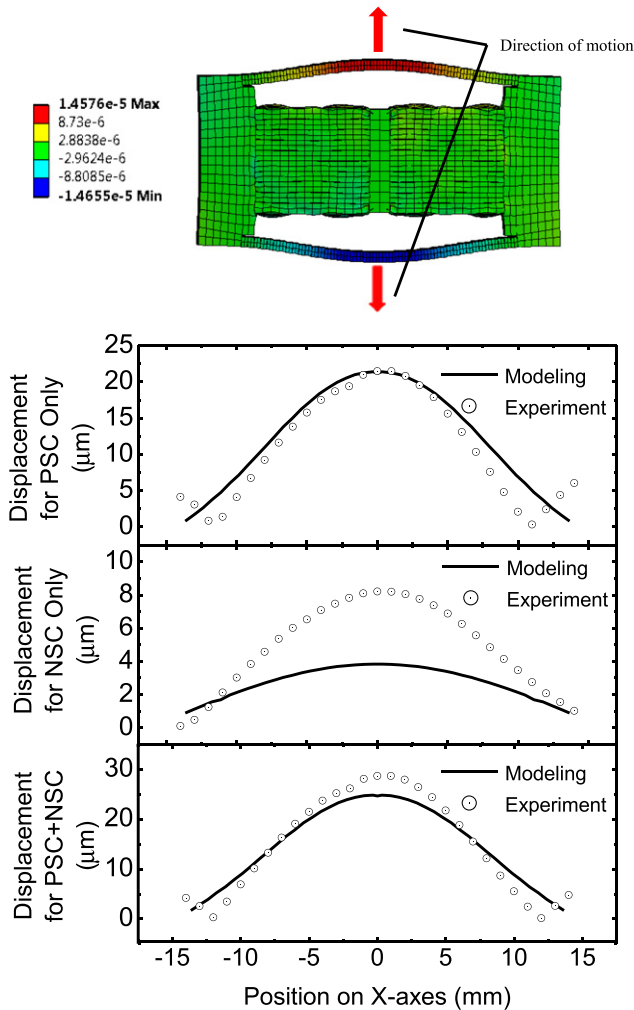 Direction of motion
1.4576e-5 Max
8.73e-6
2.8838e-6
-2.9624e-6
-8.8085e-6
-1.4655e-5 Min
Displacement
for PSC Only
(μm)
25
20
15
10
5
0
Modeling
Experiment
Displacement
for NSC Only
(μm)
10
8
6
4
2
0
Modeling
Experiment
Displacement
for PSC+NSC
(μm)
30
20
10
0
Modeling
Experiment
-15 -10 -5 0 5 10 15
Position on X-axes (mm)